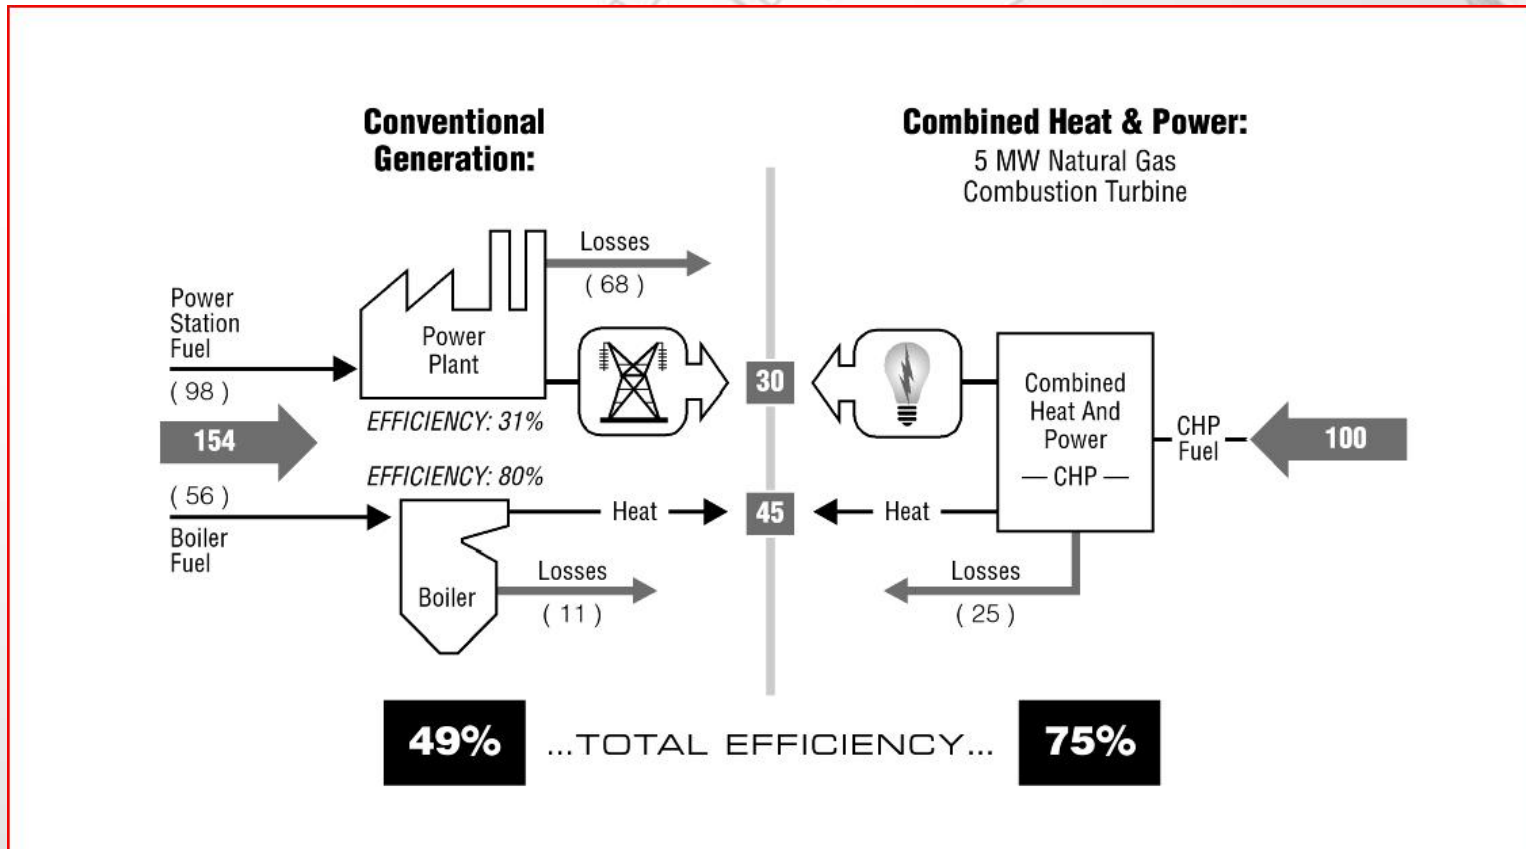 Conventional
Generation:
Combined Heat & Power:
5 MW Natural Gas
Combustion Turbine
Losses
( 68 )
Power
Station
Fuel
( 98 )
Power
Plant
EFFICIENCY: 31%
30
Combined
Heat And
Power
— CHP —
CHP
Fuel
100
154
EFFICIENCY: 80%
( 56 )
Boiler
Fuel
Heat
45
Heat
Boiler
Losses
( 11 )
Losses
( 25 )
49% ...TOTAL EFFICIENCY... 75%